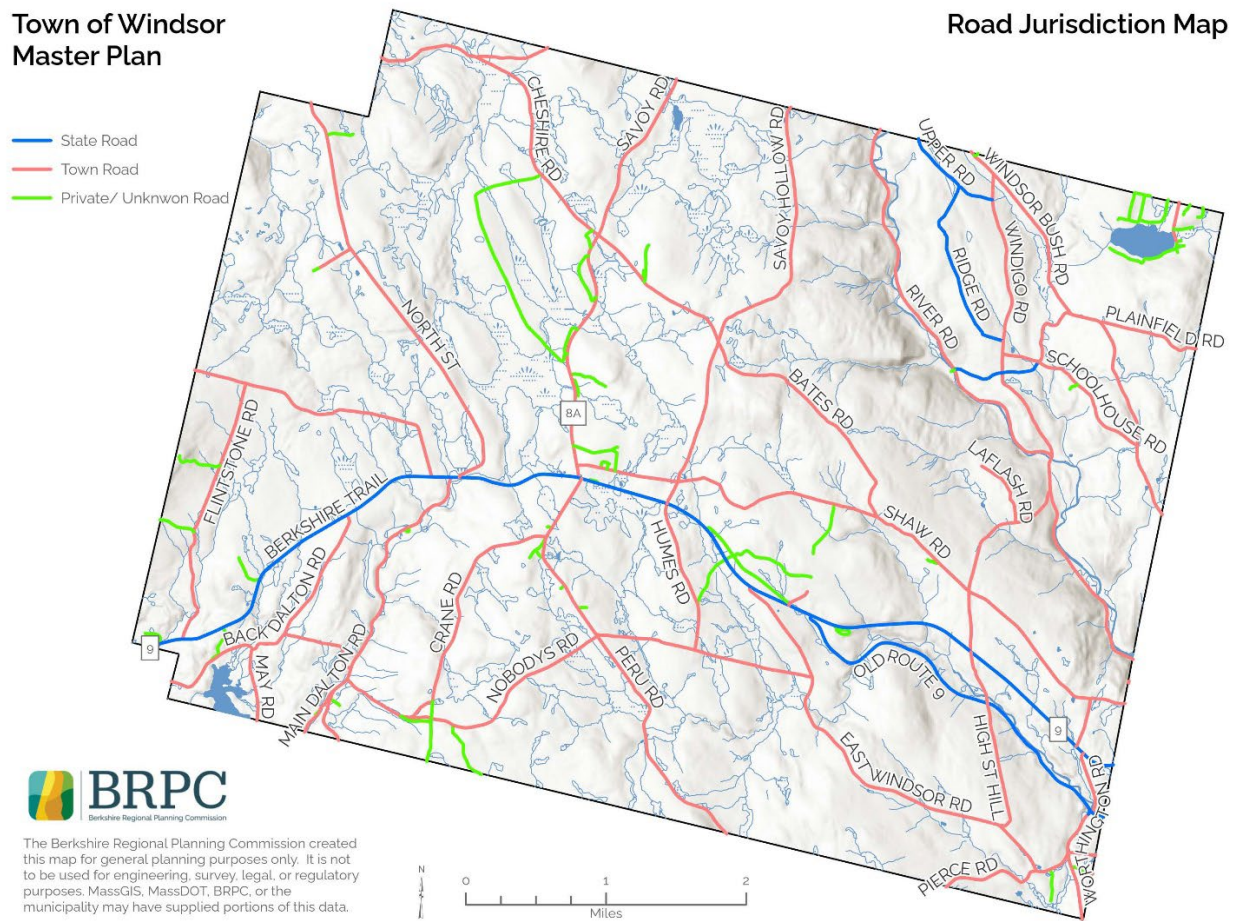 Town of Windsor
Master Plan
Road Jurisdiction Map
State Road
Town Road
Private/ Unknwon Road
CHESHIRE RD
SAVOY RD
SAVOY HOLLOW RD
UPPER RD
WINDSOR BUSH RD
RIDGE RD
WINDIGO RD
RIVER RD
PLAINFIELD RD
SCHOOLHOUSE RD
NORTH ST
BATES RD
8A
FLINTSTONE RD
LAFLASH RD
BERKSHIRE TRAIL
SHAW RD
HUMES RD
BACK DALTON RD
CRANE RD
9
MAY RD
MAIN DALTON RD
NOBODYS RD
PERU RD
OLD ROUTE 9
9
HIGH ST HILL
EAST WINDSOR RD
WORTHINGTON RD
PIERCE RD
BRPC
Berkshire Regional Planning Commission
The Berkshire Regional Planning Commission created
this map for general planning purposes only. It is not
to be used for engineering, survey, legal, or regulatory
purposes. MassGIS, MassDOT, BRPC, or the
municipality may have supplied portions of this data.
N
0 1 2
Miles